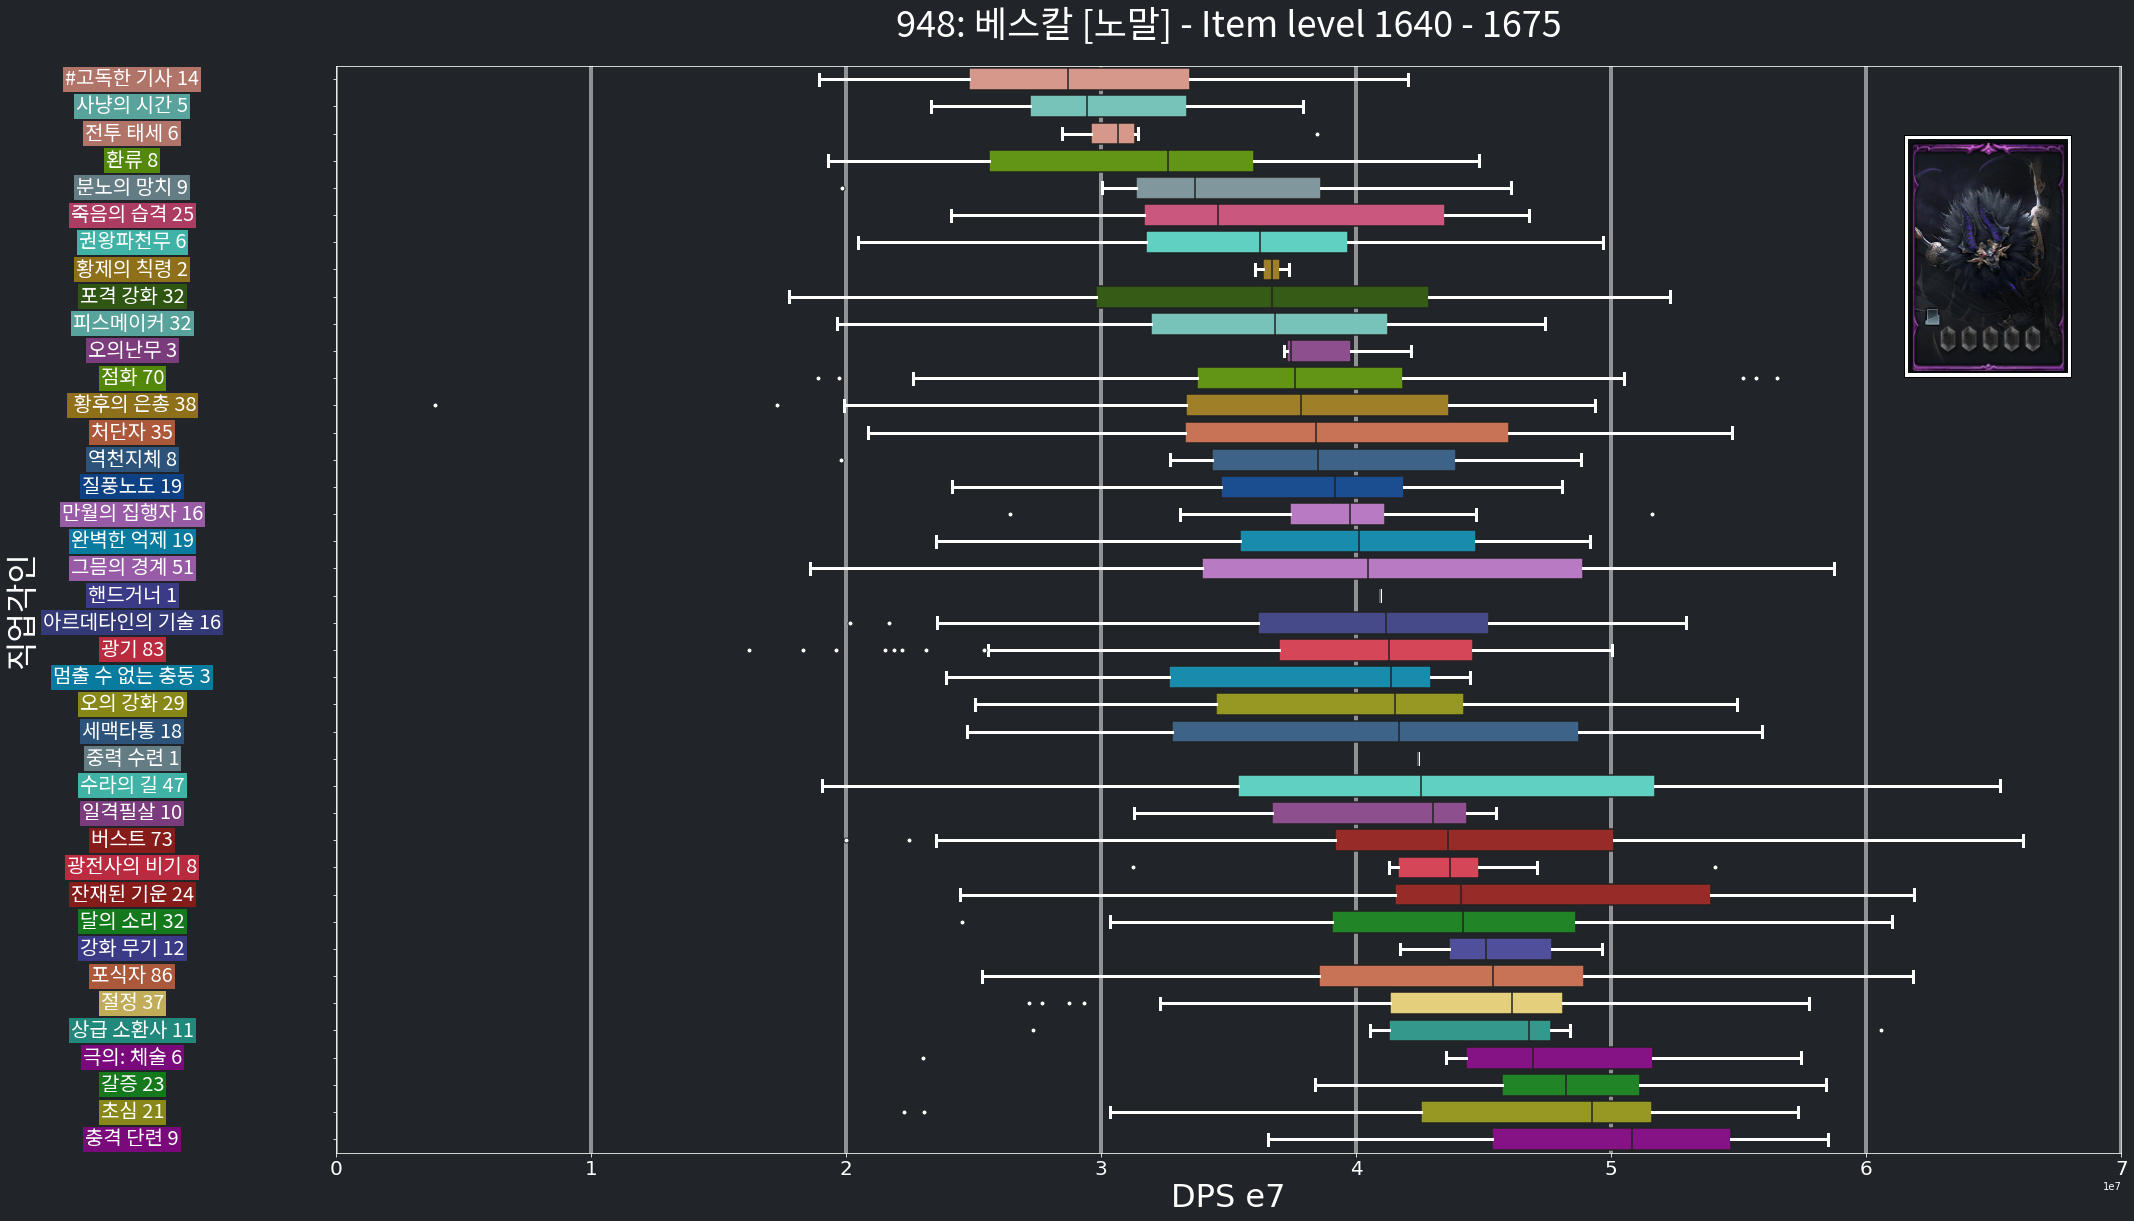 948: 베스칼 [노말] - Item level 1640 - 1675
#고독한 기사 14
사냥의 시간 5
전투 태세 6
환류 8
분노의 망치 9
죽음의 습격 25
권왕파천무 6
황제의 칙령 2
포격 강화 32
피스메이커 32
오의난무 3
점화 70
황후의 은총 38
처단자 35
역천지체 8
질풍노도 19
만월의 집행자 16
완벽한 억제 19
그믐의 경계 51
핸드거너 1
아르데타인의 기술 16
광기 83
멈출 수 없는 충동 3
오의 강화 29
세맥타통 18
중력 수련 1
수라의 길 47
일격필살 10
버스트 73
광전사의 비기 8
잔재된 기운 24
달의 소리 32
강화 무기 12
포식자 86
절정 37
상급 소환사 11
극의: 체술 6
갈증 23
초심 21
충격 단련 9
직업각인
0 1 2 3 4 5 6 7
1e7
DPS e7